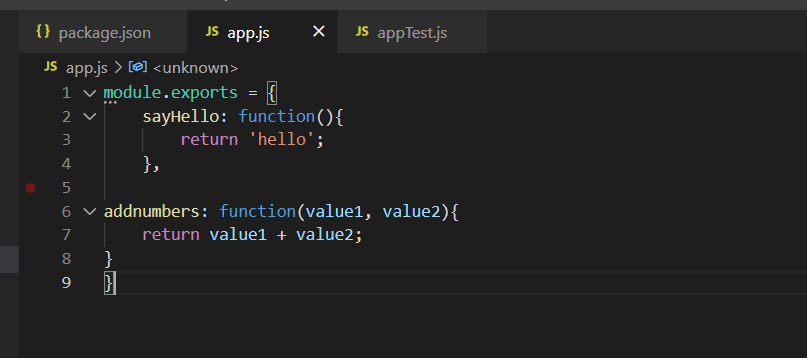 {} package.json JS app.js × JS appTest.js
JS app.js > <unknown>
1 module.exports = {
2 sayHello: function(){
3 return 'hello';
4 },
5
6 addnumbers: function(value1, value2){
7 return value1 + value2;
8 }
9 }